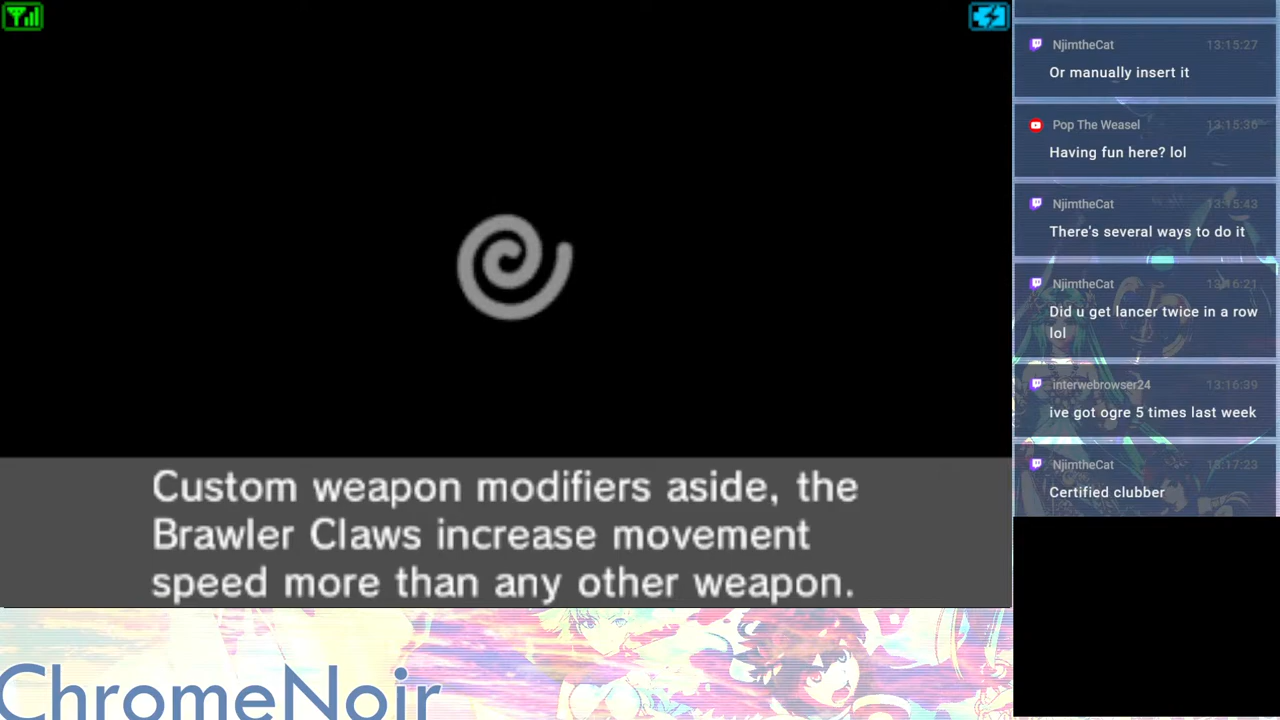 NjimtheCat 13:15:27
Or manually insert it
Pop The Weasel 13:15:36
Having fun here? lol
NjimtheCat 13:15:43
There's several ways to do it
NjimtheCat 13:16:21
Did u get lancer twice in a row
lol
interwebrowser24 13:16:39
ive got ogre 5 times last week
NjimtheCat 13:17:23
Certified clubber
Custom weapon modifiers aside, the
Brawler Claws increase movement
speed more than any other weapon.
ChromeNoir